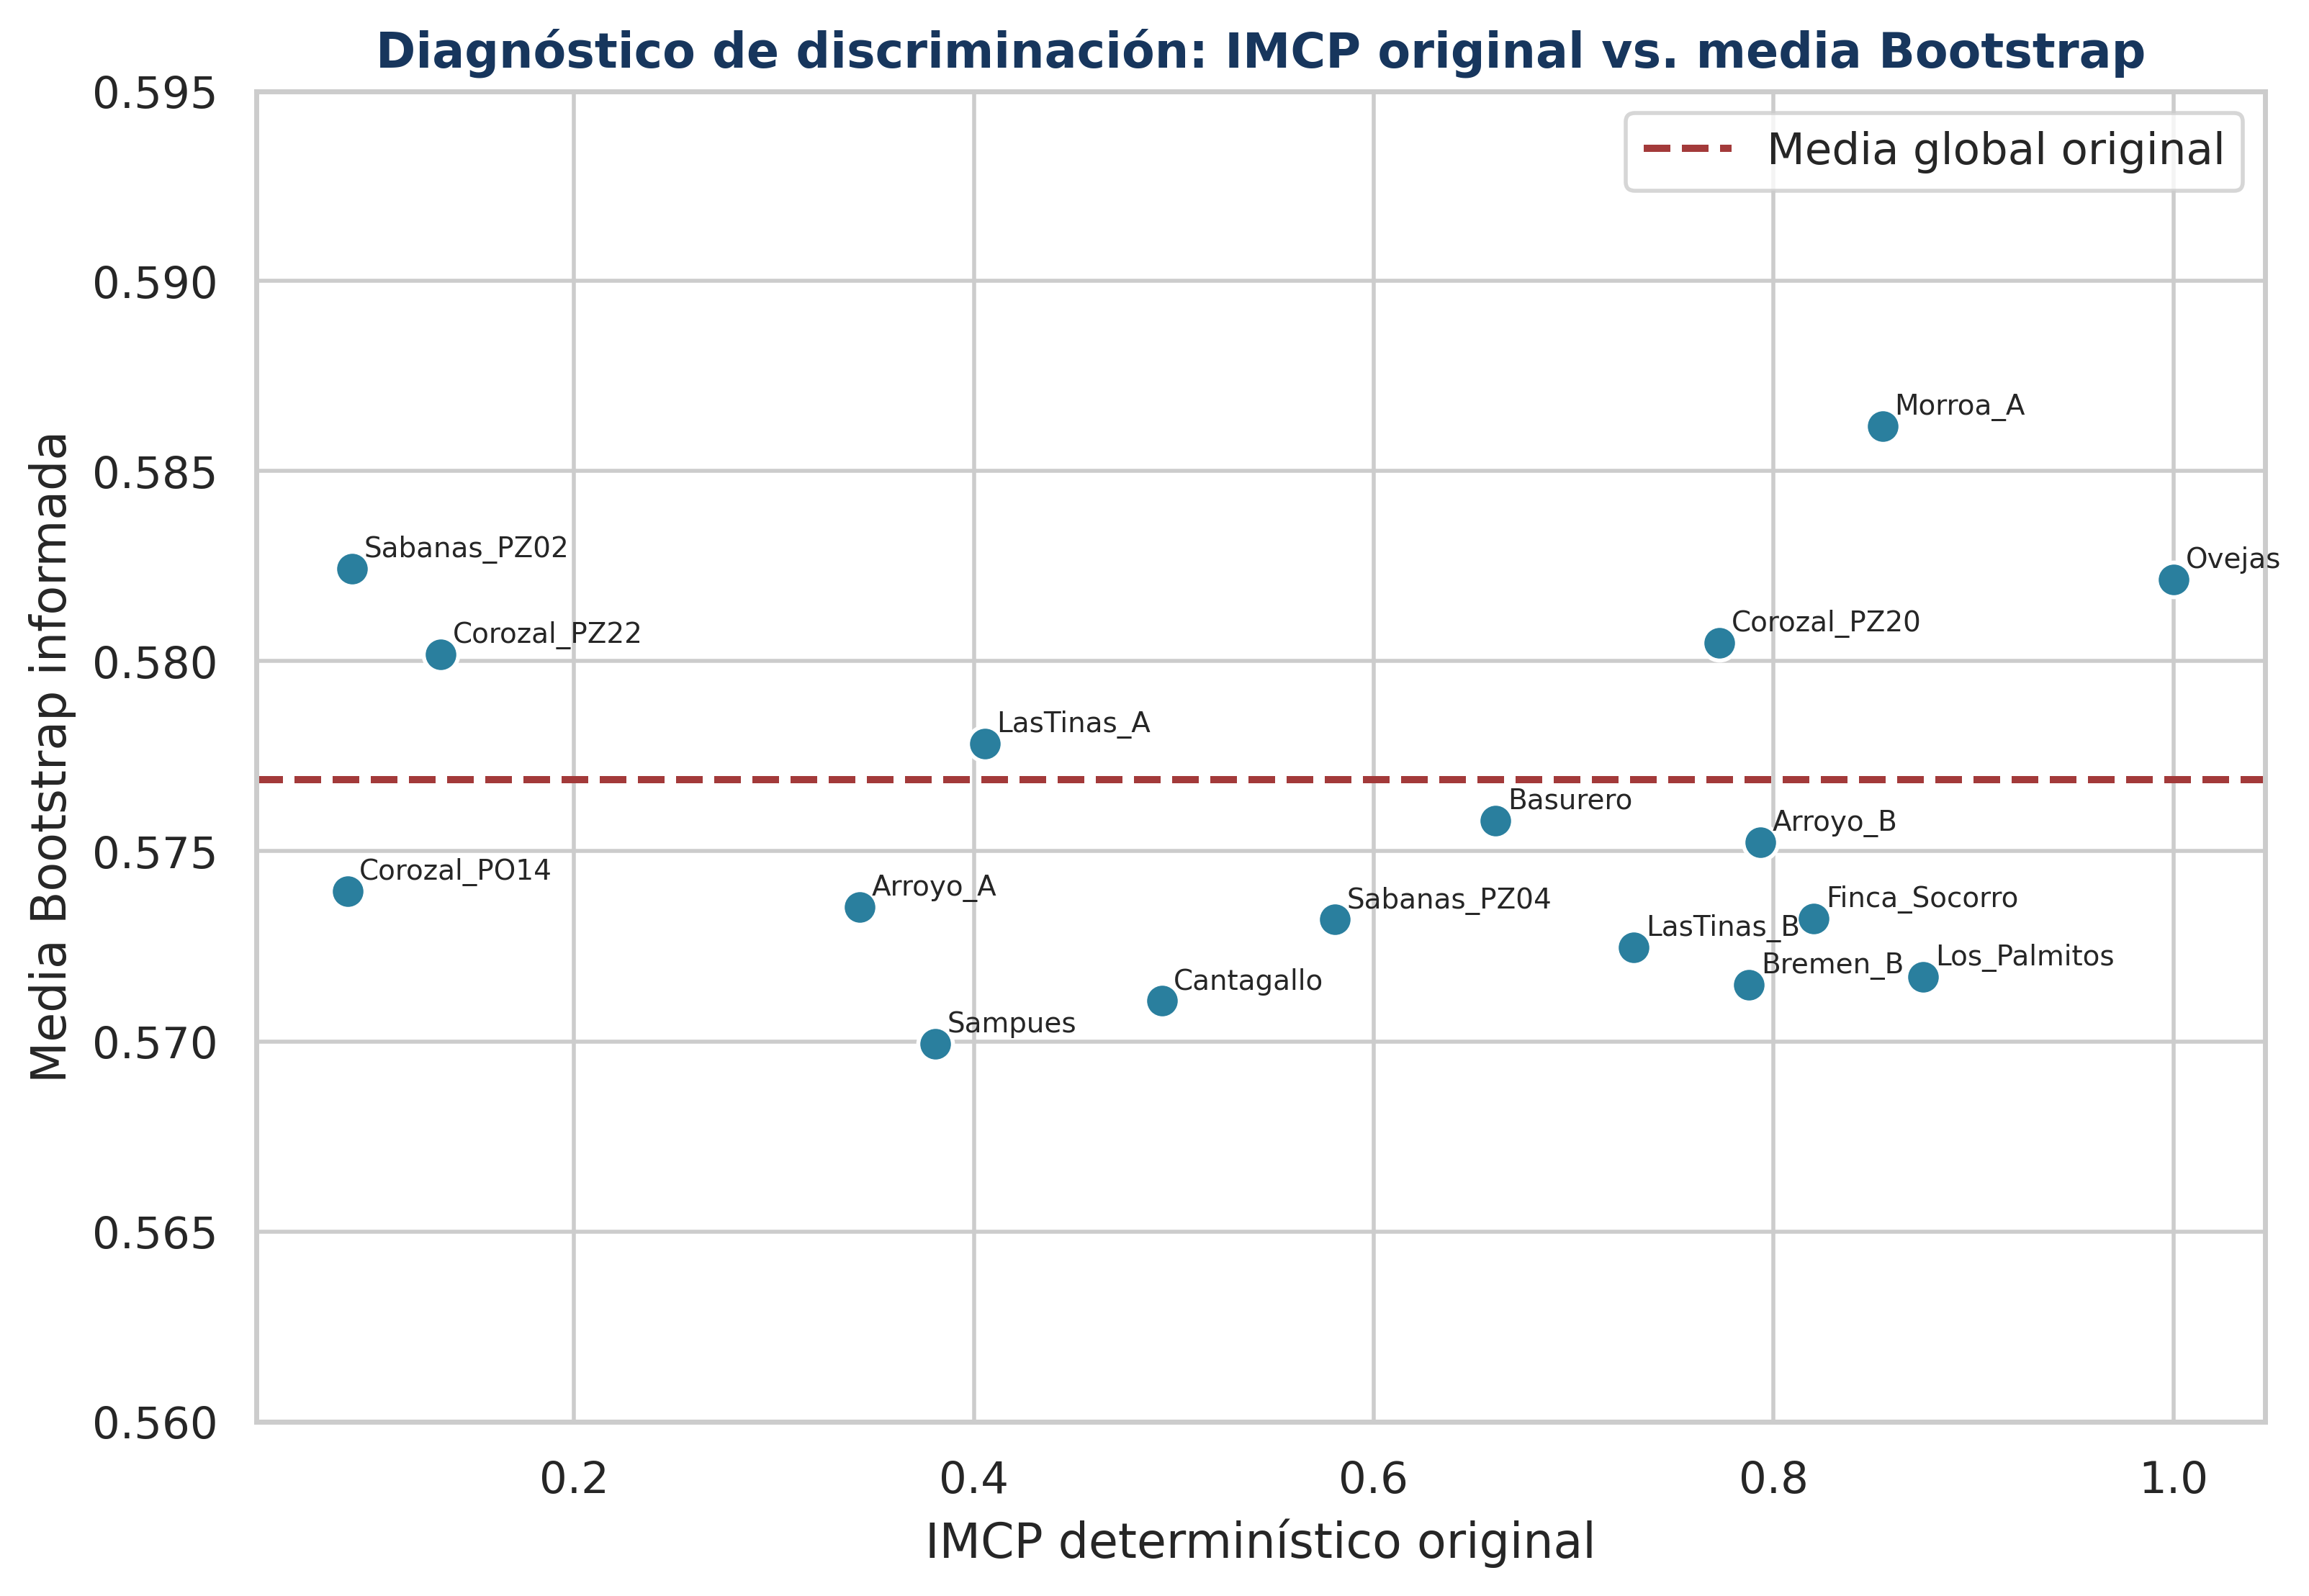 Diagnóstico de discriminación: IMCP original vs. media Bootstrap
0.595
Media global original
0.590
Morroa_A
0.585
Sabanas_PZ02
Ovejas
Corozal_PZ22
Corozal_PZ20
0.580
LasTinas_A
Basurero
Arroyo_B
0.575
Corozal_PO14
Arroyo_A
Sabanas_PZ04
Finca_Socorro
LasTinas_B
Bremen_B
Los_Palmitos
Cantagallo
Sampues
0.570
0.565
0.560
Media Bootstrap informada
0.2
0.4
0.6
0.8
1.0
IMCP determinístico original